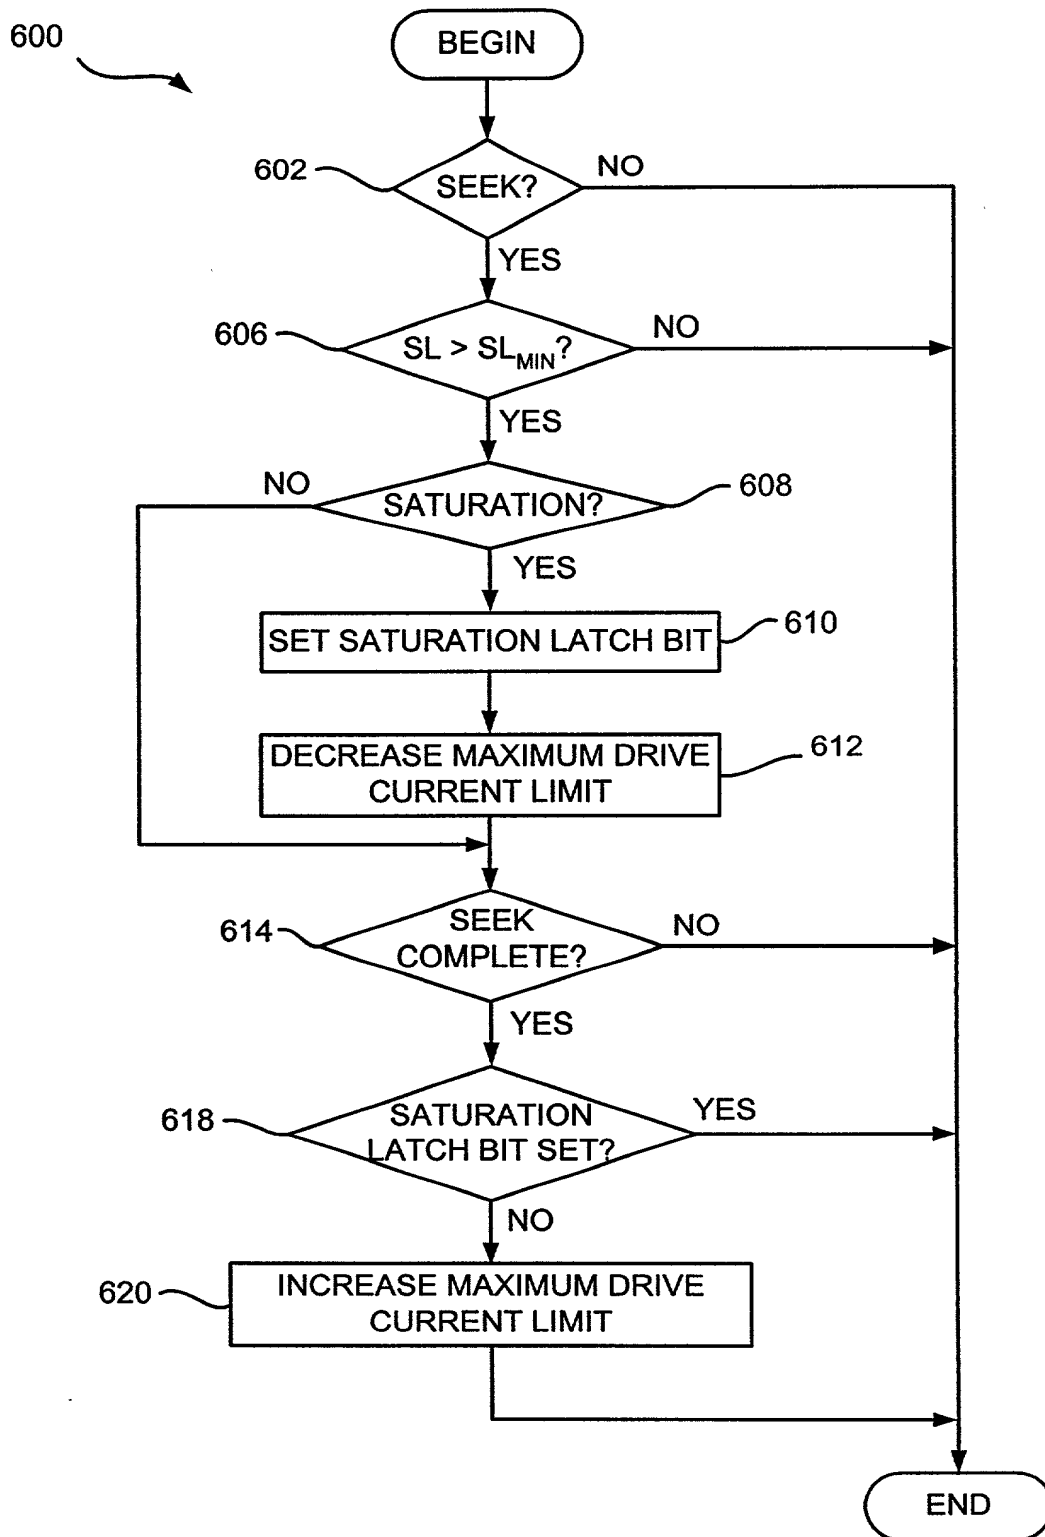 600
BEGIN
602
SEEK?
NO
YES
606
SL > SL_MIN?
NO
YES
NO
SATURATION?
608
YES
SET SATURATION LATCH BIT
610
DECREASE MAXIMUM DRIVE
CURRENT LIMIT
612
614
SEEK
COMPLETE?
NO
YES
618
SATURATION
LATCH BIT SET?
YES
NO
620
INCREASE MAXIMUM DRIVE
CURRENT LIMIT
END